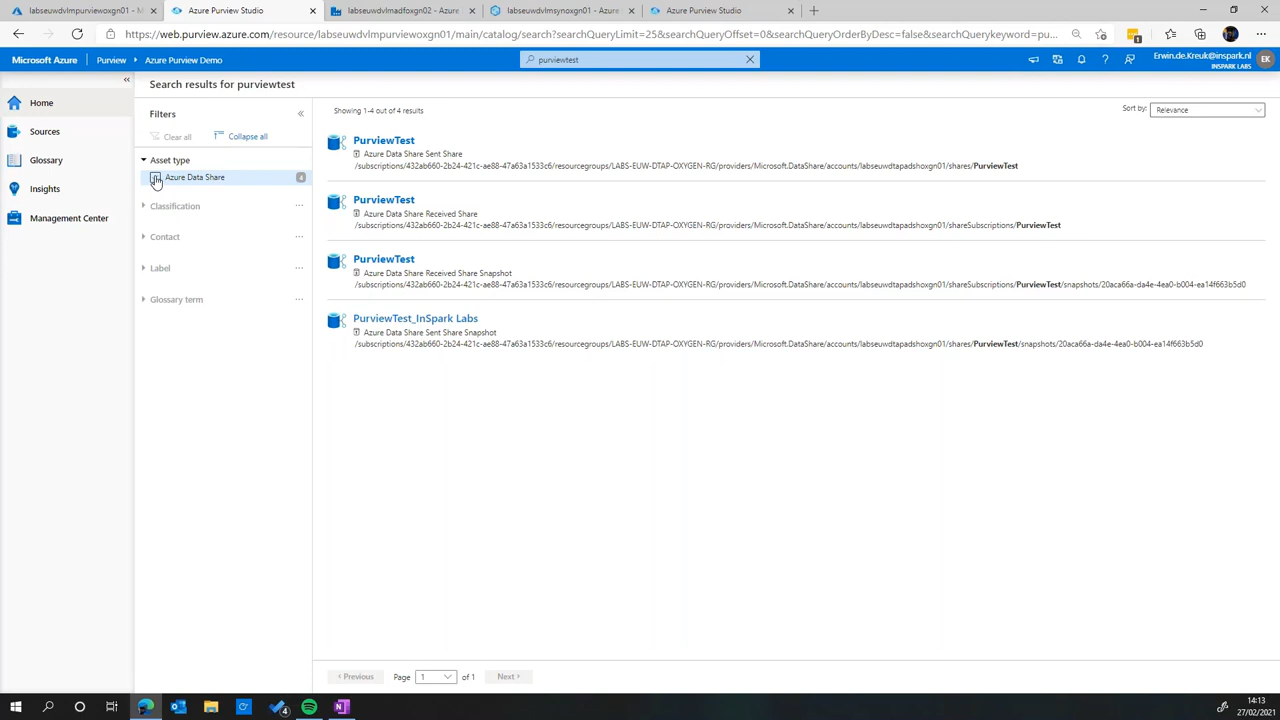 labseuwdvlmpurviewoxgn01 - M
Azure Purview Studio
labseuwdvlmadfoxgn02 - Azure
labseuwdvlmsynoxgn01 - Azure
Azure Purview Studio
https://web.purview.azure.com/resource/labseuwdvlmpurviewoxgn01/main/catalog/search?searchQueryLimit=25&searchQueryOffset=0&searchQueryOrderByDesc=false&searchQuerykeyword=pu...
Microsoft Azure
Purview
Azure Purview Demo
purviewtest
Erwin.de.Kreuk@inspark.nl
INSPARK LABS
EK
Search results for purviewtest
Home
Sources
Glossary
Insights
Management Center
Filters
Clear all
Collapse all
Asset type
Azure Data Share
4
Classification
Contact
Label
Glossary term
Showing 1-4 out of 4 results
Sort by:
Relevance
PurviewTest
Azure Data Share Sent Share
/subscriptions/432ab660-2b24-421c-ae88-47a63a1533c6/resourcegroups/LABS-EUW-DTAP-OXYGEN-RG/providers/Microsoft.DataShare/accounts/labseuwdtapadshoxgn01/shares/PurviewTest
PurviewTest
Azure Data Share Received Share
/subscriptions/432ab660-2b24-421c-ae88-47a63a1533c6/resourcegroups/LABS-EUW-DTAP-OXYGEN-RG/providers/Microsoft.DataShare/accounts/labseuwdtapadshoxgn01/shareSubscriptions/PurviewTest
PurviewTest
Azure Data Share Received Share Snapshot
/subscriptions/432ab660-2b24-421c-ae88-47a63a1533c6/resourcegroups/LABS-EUW-DTAP-OXYGEN-RG/providers/Microsoft.DataShare/accounts/labseuwdtapadshoxgn01/shareSubscriptions/PurviewTest/snapshots/20aca66a-da4e-4ea0-b004-ea14f663b5d0
PurviewTest_InSpark Labs
Azure Data Share Sent Share Snapshot
/subscriptions/432ab660-2b24-421c-ae88-47a63a1533c6/resourcegroups/LABS-EUW-DTAP-OXYGEN-RG/providers/Microsoft.DataShare/accounts/labseuwdtapadshoxgn01/shares/PurviewTest/snapshots/20aca66a-da4e-4ea0-b004-ea14f663b5d0
< Previous
Page
1
of 1
Next >
4
14:13
27/02/2021